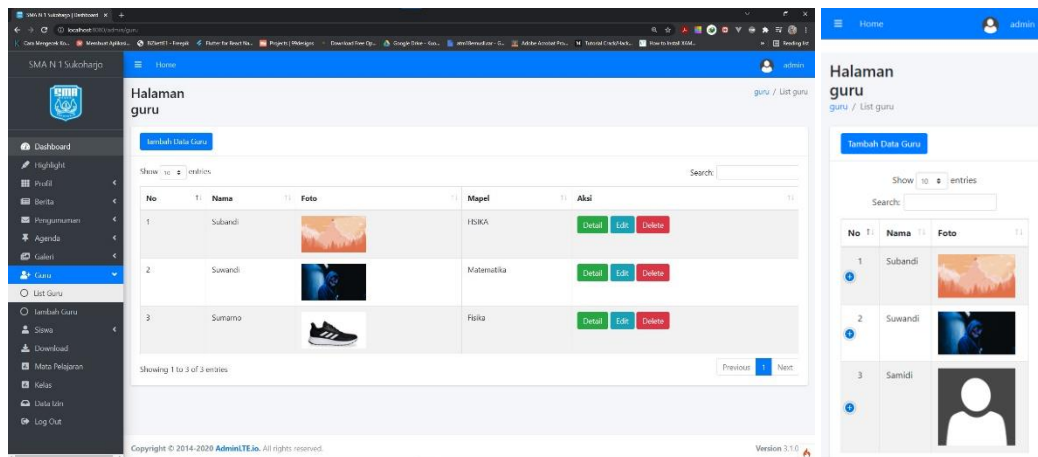 SMA N 1 Sukoharjo | Dashboard
localhost:8080/admin/guru
Reading list
SMA N 1 Sukoharjo
Home
admin
Dashboard
Highlight
Profil
Berita
Pengumuman
Agenda
Galeri
Guru
List Guru
Tambah Guru
Siswa
Download
Mata Pelajaran
Kelas
Data Izin
Log Out
Halaman
guru
guru / List guru
Tambah Data Guru
Show 10 entries
Search:
No Nama Foto Mapel Aksi
1 Subandi FISIKA Detail Edit Delete
2 Suwandi Matematika Detail Edit Delete
3 Sumarno Fisika Detail Edit Delete
Showing 1 to 3 of 3 entries
Previous 1 Next
Copyright © 2014-2020 AdminLTE.io. All rights reserved.
Version 3.1.0
Home
admin
Halaman
guru
guru / List guru
Tambah Data Guru
Show 10 entries
Search:
No Nama Foto
1 Subandi
2 Suwandi
3 Samidi